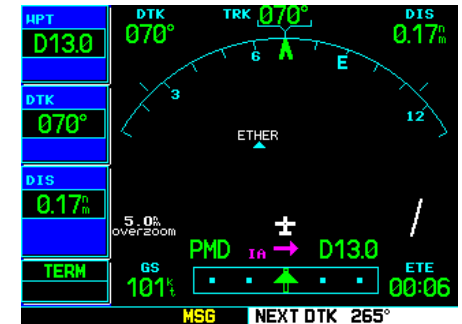 WPT
D13.0
DTK
070°
DIS
0.17nm
TERM
DTK
070°
TRK 070°
DIS
0.17nm
3
6
E
12
ETHER
5.0nm
overzoom
PMD IA → D13.0
GS
101kt
ETE
00:06
MSG
NEXT DTK 265°